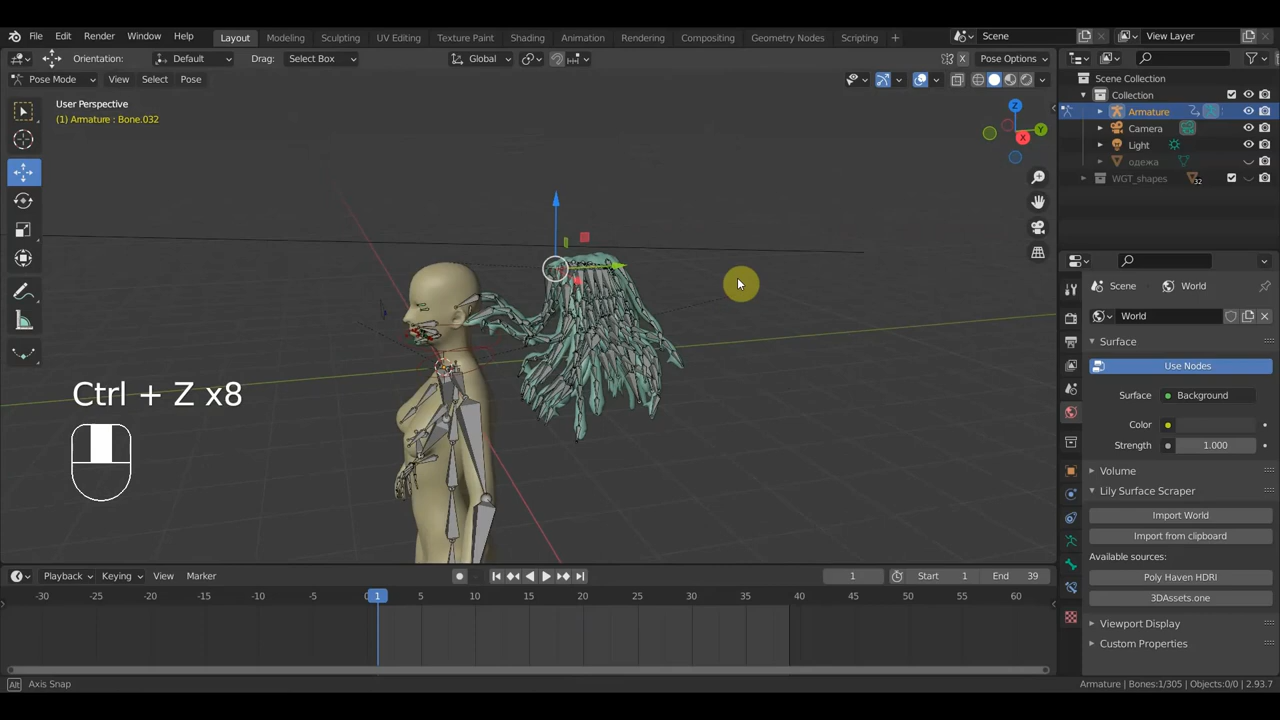 File Edit Render Window Help Layout Modeling Sculpting UV Editing Texture Paint Shading Animation Rendering Compositing Geometry Nodes Scripting + Scene View Layer
Orientation: Default Drag: Select Box Global X Pose Options
Pose Mode View Select Pose
Scene Collection
Collection
Armature
Camera
Light
одежа
WGT_shapes 32
User Perspective
(1) Armature : Bone.032
Z
Y
X
Scene World
World
Surface
Use Nodes
Surface Background
Color
Strength 1.000
Volume
Lily Surface Scraper
Import World
Import from clipboard
Available sources:
Poly Haven HDRI
3DAssets.one
Viewport Display
Custom Properties
Ctrl + Z x8
Playback Keying View Marker 1 Start 1 End 39
-30 -25 -20 -15 -10 -5 1 5 10 15 20 25 30 35 40 45 50 55 60
Alt Axis Snap
Armature | Bones:1/305 | Objects:0/0 | 2.93.7